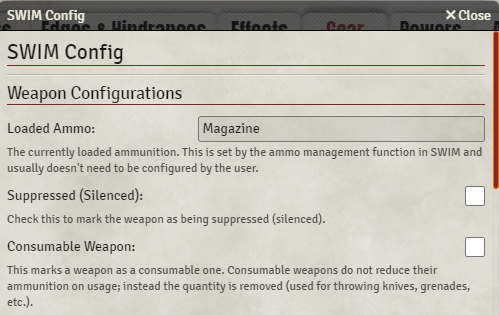 SWIM Config
✕ Close
Edges & Hindrances Effects Gear Powers
SWIM Config
Weapon Configurations
Loaded Ammo:
Magazine
The currently loaded ammunition. This is set by the ammo management function in SWIM and
usually doesn't need to be configured by the user.
Suppressed (Silenced):
Check this to mark the weapon as being suppressed (silenced).
Consumable Weapon:
This marks a weapon as a consumable one. Consumable weapons do not reduce their
ammunition on usage; instead the quantity is removed (used for throwing knives, grenades,
etc.).